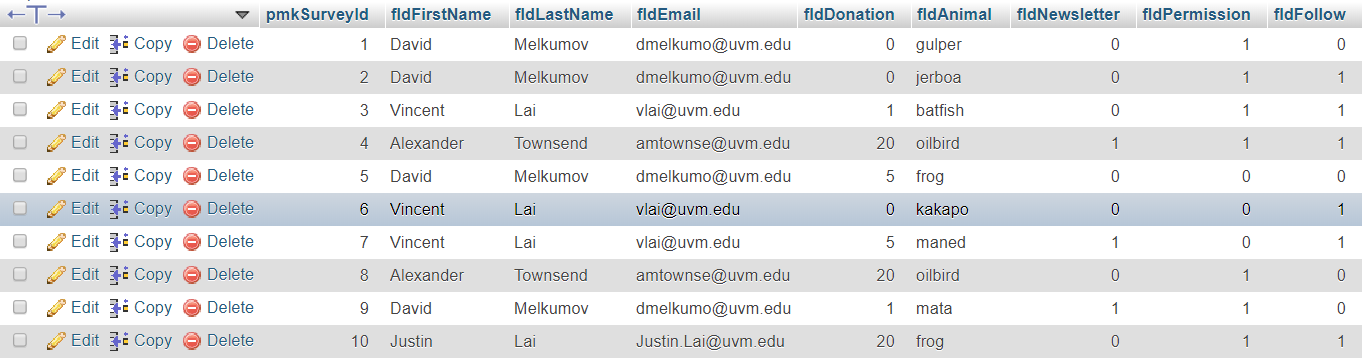 pmkSurveyId fldFirstName fldLastName fldEmail fldDonation fldAnimal fldNewsletter fldPermission fldFollow
Edit Copy Delete 1 David Melkumov dmelkumo@uvm.edu 0 gulper 0 1 0
Edit Copy Delete 2 David Melkumov dmelkumo@uvm.edu 0 jerboa 0 1 1
Edit Copy Delete 3 Vincent Lai vlai@uvm.edu 1 batfish 0 1 1
Edit Copy Delete 4 Alexander Townsend amtownse@uvm.edu 20 oilbird 1 1 1
Edit Copy Delete 5 David Melkumov dmelkumo@uvm.edu 5 frog 0 0 0
Edit Copy Delete 6 Vincent Lai vlai@uvm.edu 0 kakapo 0 0 1
Edit Copy Delete 7 Vincent Lai vlai@uvm.edu 5 maned 1 0 1
Edit Copy Delete 8 Alexander Townsend amtownse@uvm.edu 20 oilbird 0 1 0
Edit Copy Delete 9 David Melkumov dmelkumo@uvm.edu 1 mata 1 1 0
Edit Copy Delete 10 Justin Lai Justin.Lai@uvm.edu 20 frog 0 1 1